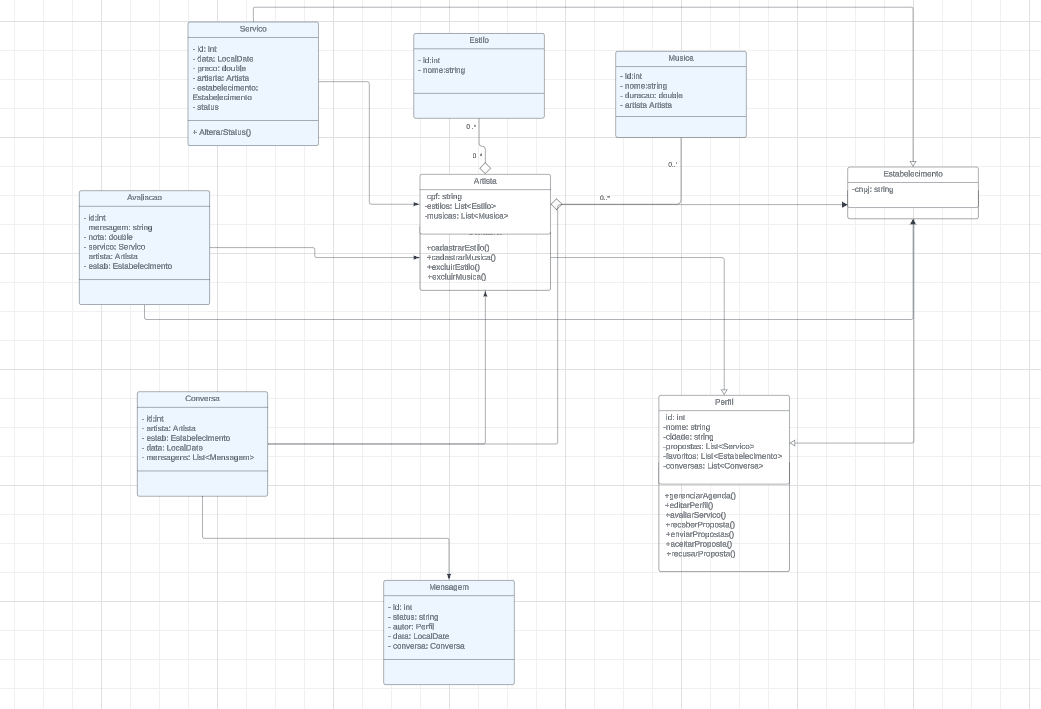 Servico
- id: int
- data: LocalDate
- preco: double
- artista: Artista
- estabelecimento:
Estabelecimento
- status
+ AlterarStatus()
Estilo
- id:int
- nome:string
Musica
- id:int
- nome:string
- duracao: double
- artista Artista
0..*
0..*
0..*
0..*
Artista
cpf: string
-estilos: List<Estilo>
-musicas: List<Musica>
+cadastrarEstilo()
+cadastrarMusica()
+excluirEstilo()
+excluirMusica()
Estabelecimento
-cnpj: string
Avaliacao
- id:int
mensagem: string
- nota: double
- servico: Servico
artista: Artista
- estab: Estabelecimento
Conversa
- id:int
- artista: Artista
- estab: Estabelecimento
- data: LocalDate
- mensagens: List<Mensagem>
Perfil
id: int
-nome: string
-cidade: string
-propostas: List<Servico>
-favoritos: List<Estabelecimento>
-conversas: List<Conversa>
+gerenciarAgenda()
+editarPerfil()
+avaliarServico()
+receberProposta()
+enviarPropostas()
+aceitarProposta()
+recusarProposta()
Mensagem
- Id: int
- status: string
- autor: Perfil
- data: LocalDate
- conversa: Conversa